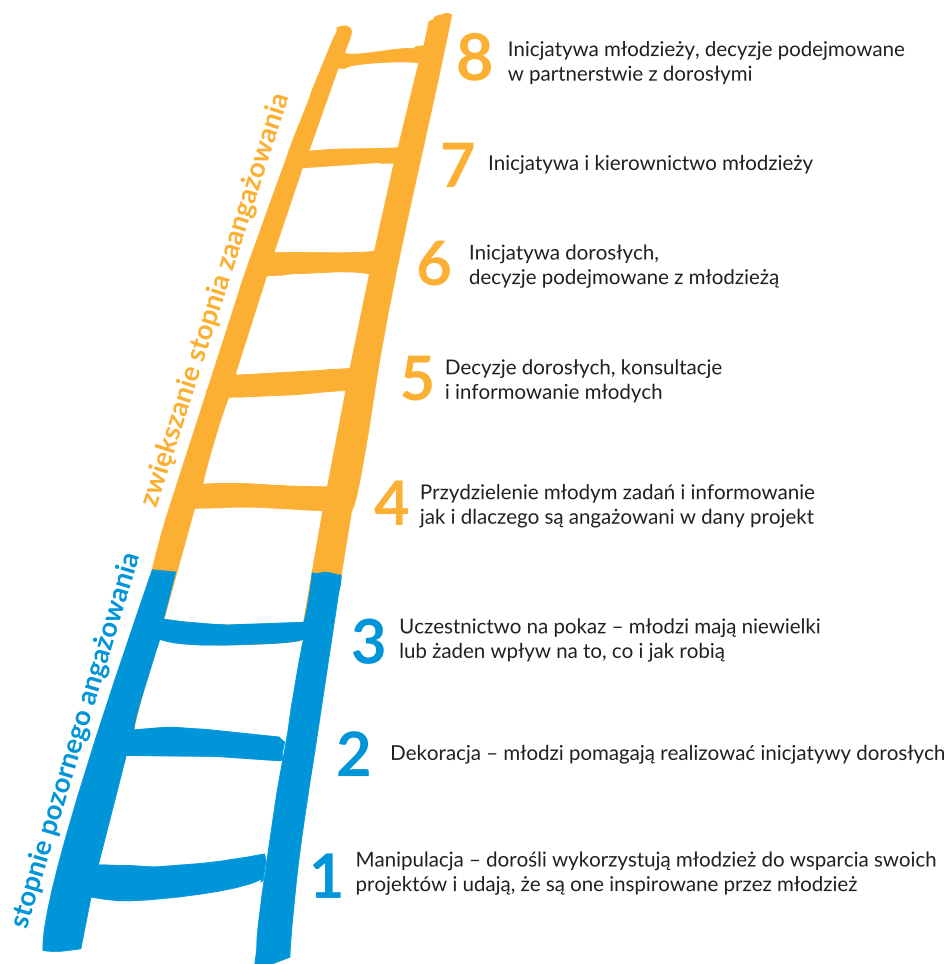 8
Inicjatywa młodzieży, decyzje podejmowane
w partnerstwie z dorosłymi
7
Inicjatywa i kierownictwo młodzieży
6
Inicjatywa dorosłych,
decyzje podejmowane z młodzieżą
5
Decyzje dorosłych, konsultacje
i informowanie młodych
4
Przydzielenie młodym zadań i informowanie
jak i dlaczego są angażowani w dany projekt
zwiększanie stopnia zaangażowania
3
Uczestnictwo na pokaz – młodzi mają niewielki
lub żaden wpływ na to, co i jak robią
2
Dekoracja – młodzi pomagają realizować inicjatywy dorosłych
1
Manipulacja – dorośli wykorzystują młodzież do wsparcia swoich
projektów i udają, że są one inspirowane przez młodzież
stopnie pozornego angażowania